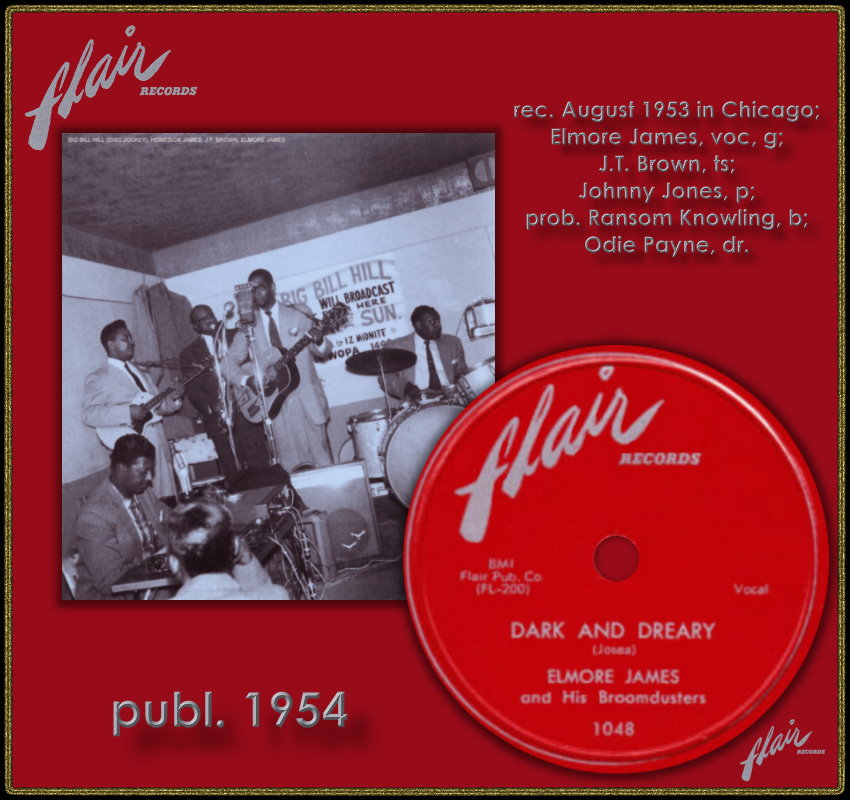 flair
RECORDS
BIG BILL HILL (DISC JOCKEY), HOMESICK JAMES, J.T. BROWN, ELMORE JAMES
rec. August 1953 in Chicago;
Elmore James, voc, g;
J.T. Brown, ts;
Johnny Jones, p;
prob. Ransom Knowling, b;
Odie Payne, dr.
BIG BILL HILL
WILL BROADCAST
HERE
SUN.
to 12 MIDNITE
WOPA 1490
flair
RECORDS
BMI
Flair Pub. Co.
(FL-200)
Vocal
DARK AND DREARY
(Josea)
ELMORE JAMES
and His Broomdusters
1048
publ. 1954
flair
RECORDS